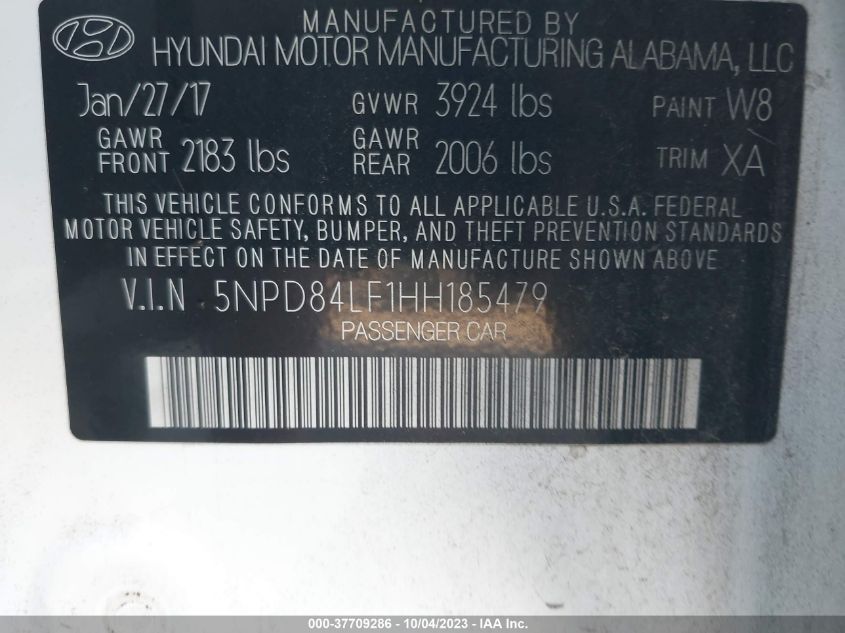 MANUFACTURED BY
HYUNDAI MOTOR MANUFACTURING ALABAMA, LLC
Jan/27/17 GVWR 3924 lbs PAINT W8
GAWR FRONT 2183 lbs GAWR REAR 2006 lbs TRIM XA
THIS VEHICLE CONFORMS TO ALL APPLICABLE U.S.A. FEDERAL
MOTOR VEHICLE SAFETY, BUMPER, AND THEFT PREVENTION STANDARDS
IN EFFECT ON THE DATE OF MANUFACTURE SHOWN ABOVE
V.I.N 5NPD84LF1HH185479
PASSENGER CAR
000-37709286 - 10/04/2023 - IAA Inc.